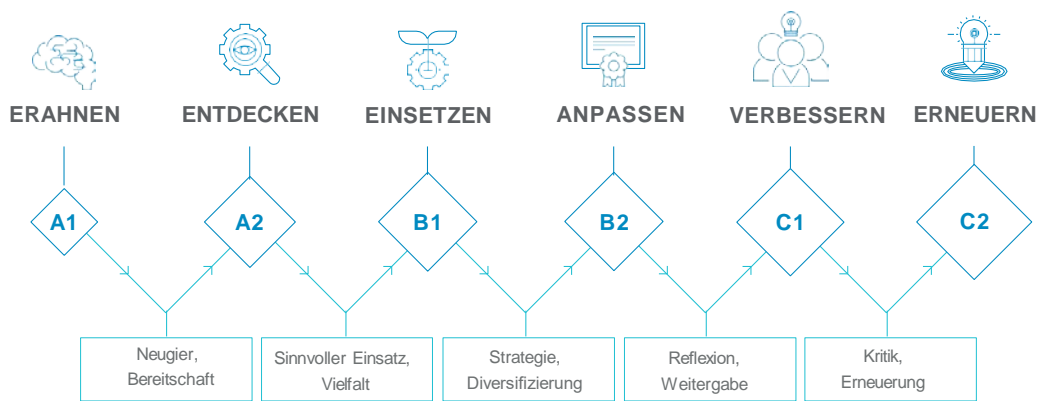 ERAHNEN ENTDECKEN EINSETZEN ANPASSEN VERBESSERN ERNEUERN
A1 A2 B1 B2 C1 C2
Neugier,
Bereitschaft
Sinnvoller Einsatz,
Vielfalt
Strategie,
Diversifizierung
Reflexion,
Weitergabe
Kritik,
Erneuerung